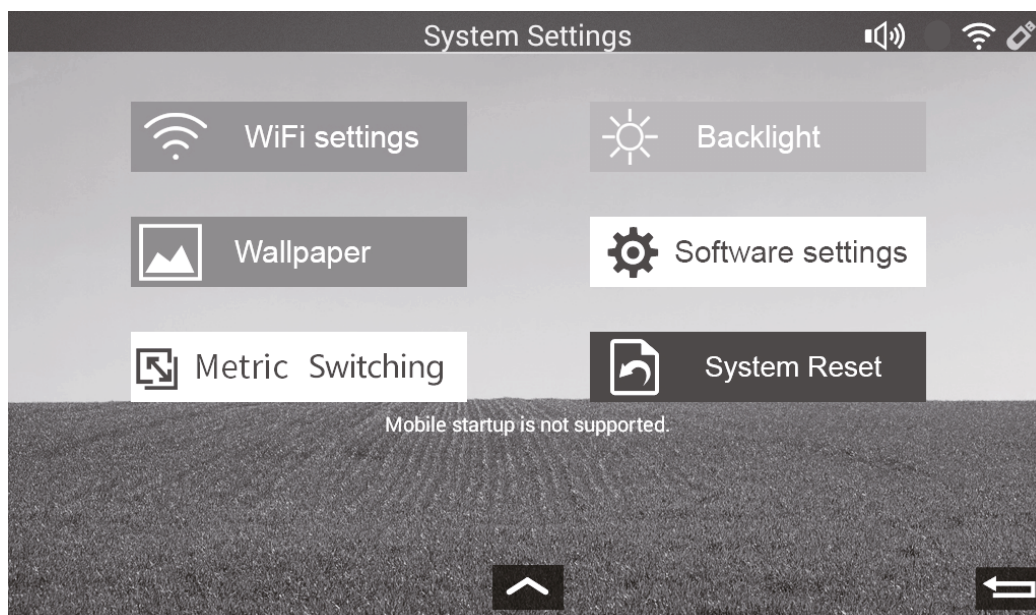 System Settings
WiFi settings
Backlight
Wallpaper
Software settings
Metric Switching
System Reset
Mobile startup is not supported.